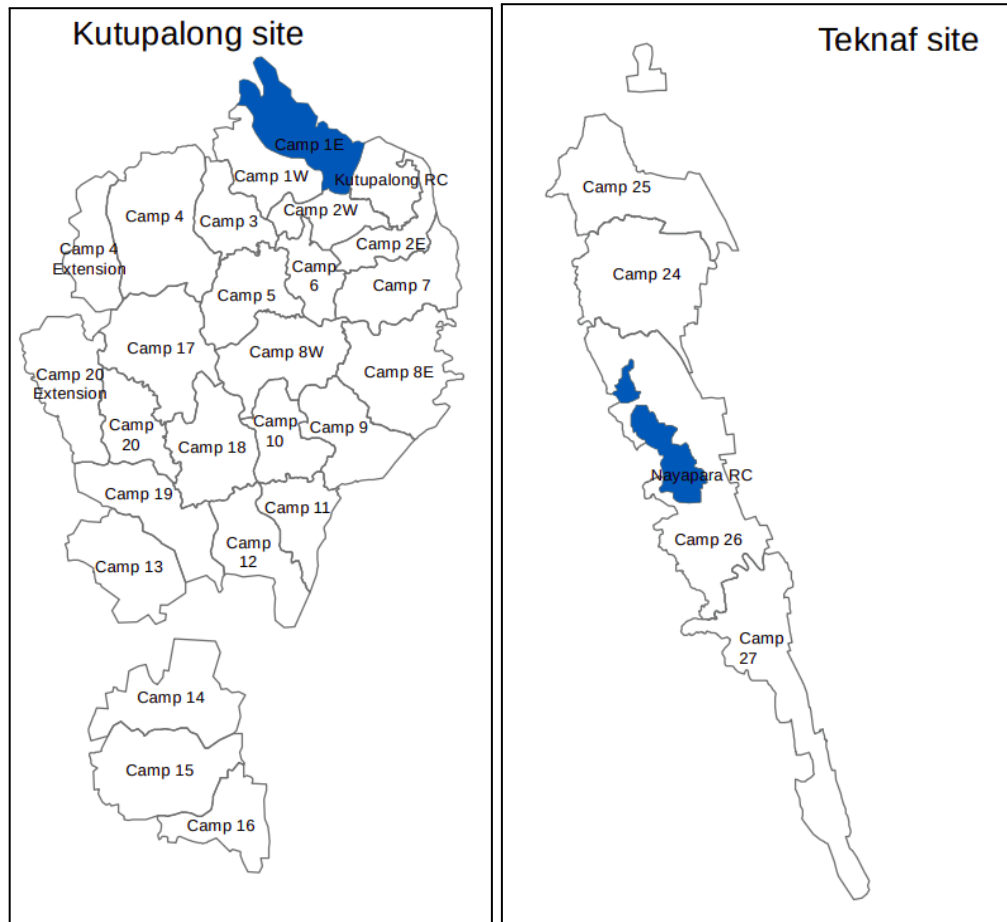 Kutupalong site
Camp 1E
Camp 1W
Kutupalong RC
Camp 4
Camp 3
Camp 2W
Camp 4
Extension
Camp 2E
Camp
6
Camp 5
Camp 7
Camp 17
Camp 8W
Camp 20
Extension
Camp 8E
Camp
20
Camp 18
Camp
10
Camp 9
Camp 19
Camp 11
Camp
12
Camp 13
Camp 14
Camp 15
Camp 16
Teknaf site
Camp 25
Camp 24
Nayapara RC
Camp 26
Camp
27